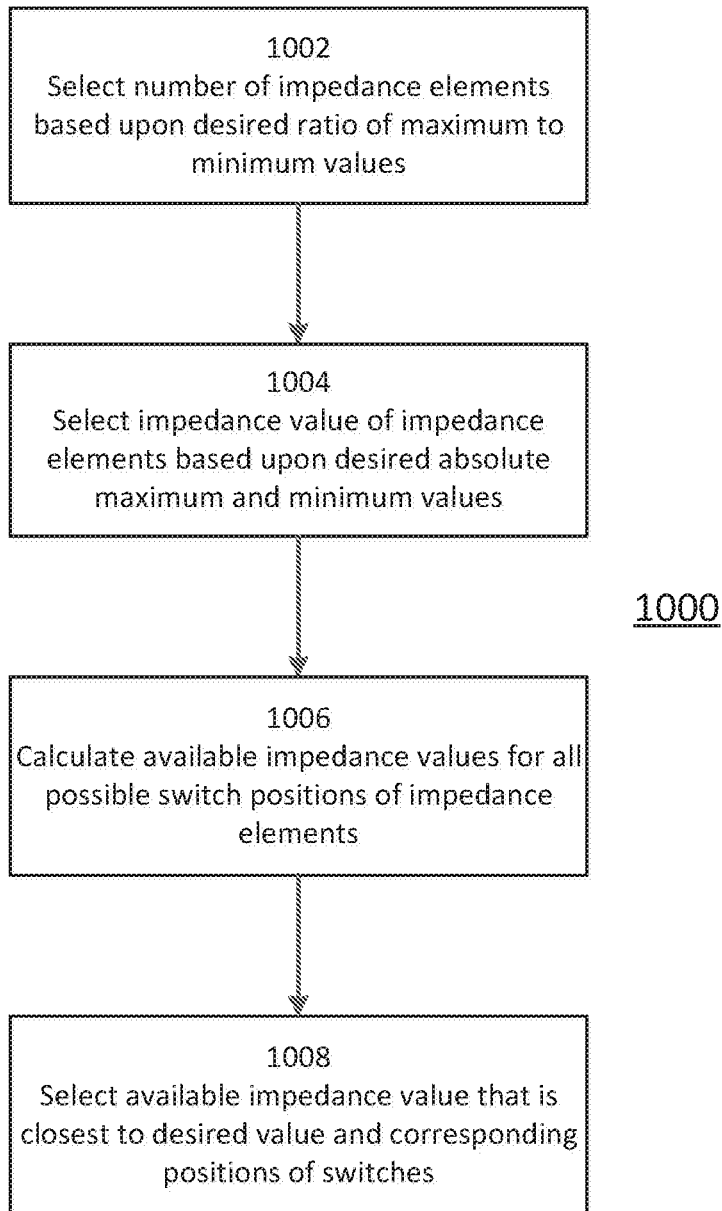 1002
Select number of impedance elements
based upon desired ratio of maximum to
minimum values
1004
Select impedance value of impedance
elements based upon desired absolute
maximum and minimum values
1000
1006
Calculate available impedance values for all
possible switch positions of impedance
elements
1008
Select available impedance value that is
closest to desired value and corresponding
positions of switches